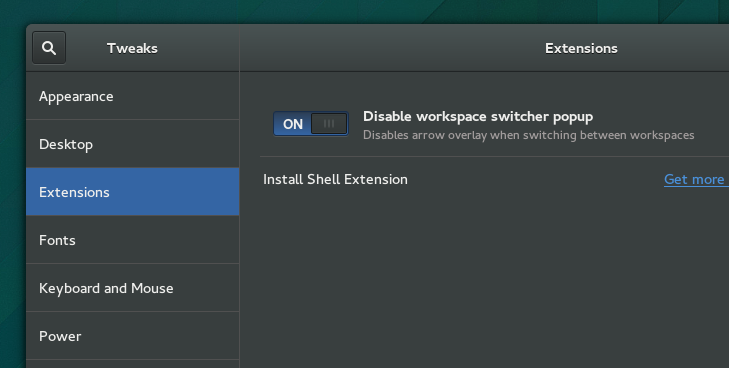 Tweaks
Extensions
Appearance
Desktop
Extensions
Fonts
Keyboard and Mouse
Power
ON
Disable workspace switcher popup
Disables arrow overlay when switching between workspaces
Install Shell Extension
Get more